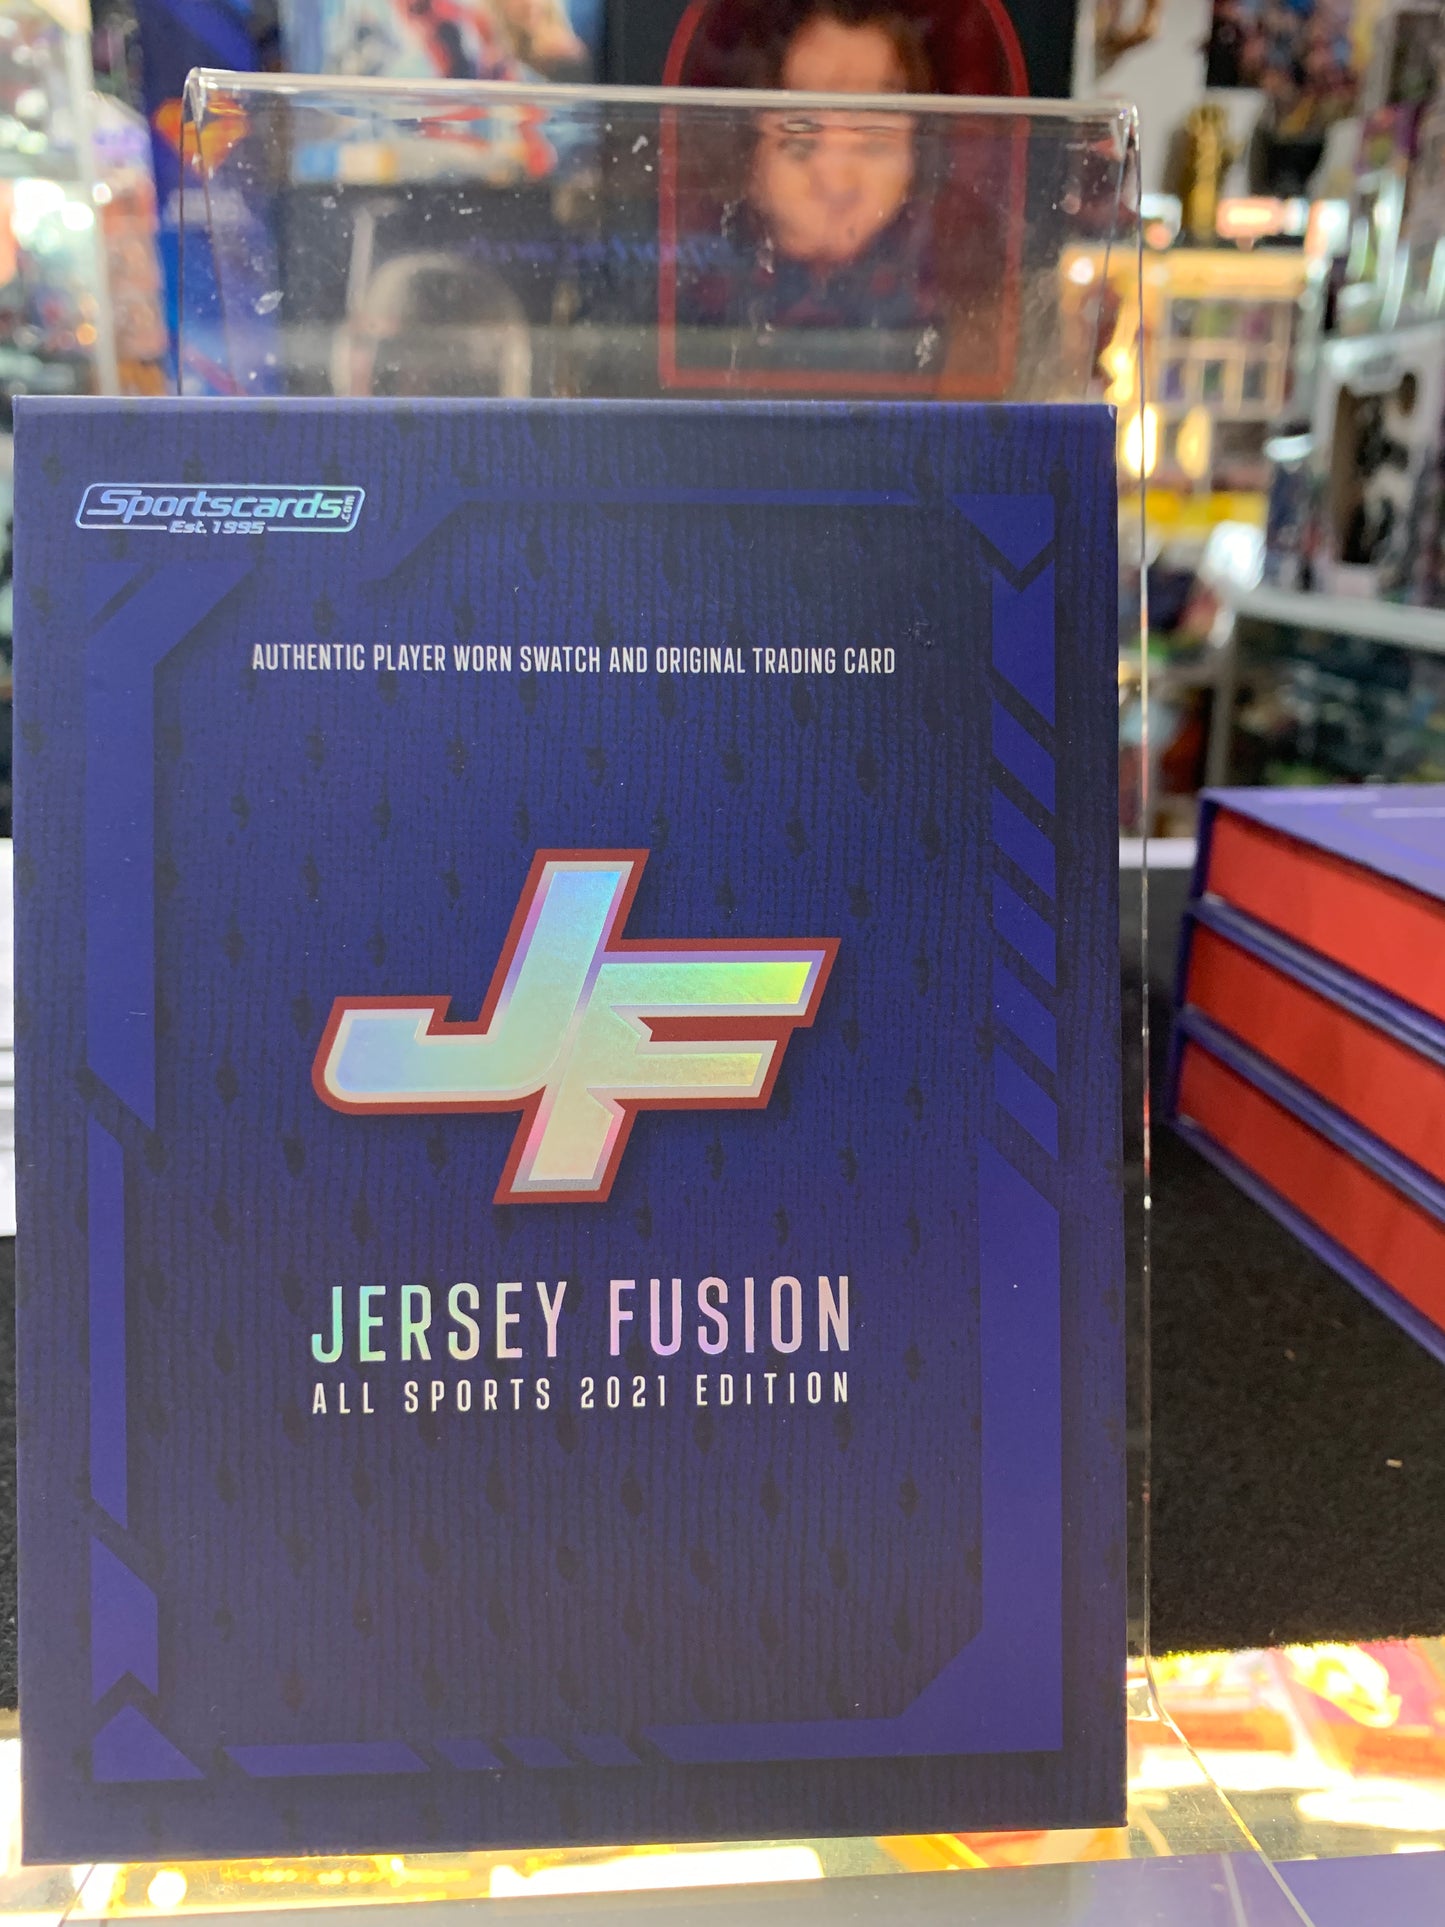 Sportscards.com
Est. 1995
AUTHENTIC PLAYER WORN SWATCH AND ORIGINAL TRADING CARD
JF
JERSEY FUSION
ALL SPORTS 2021 EDITION